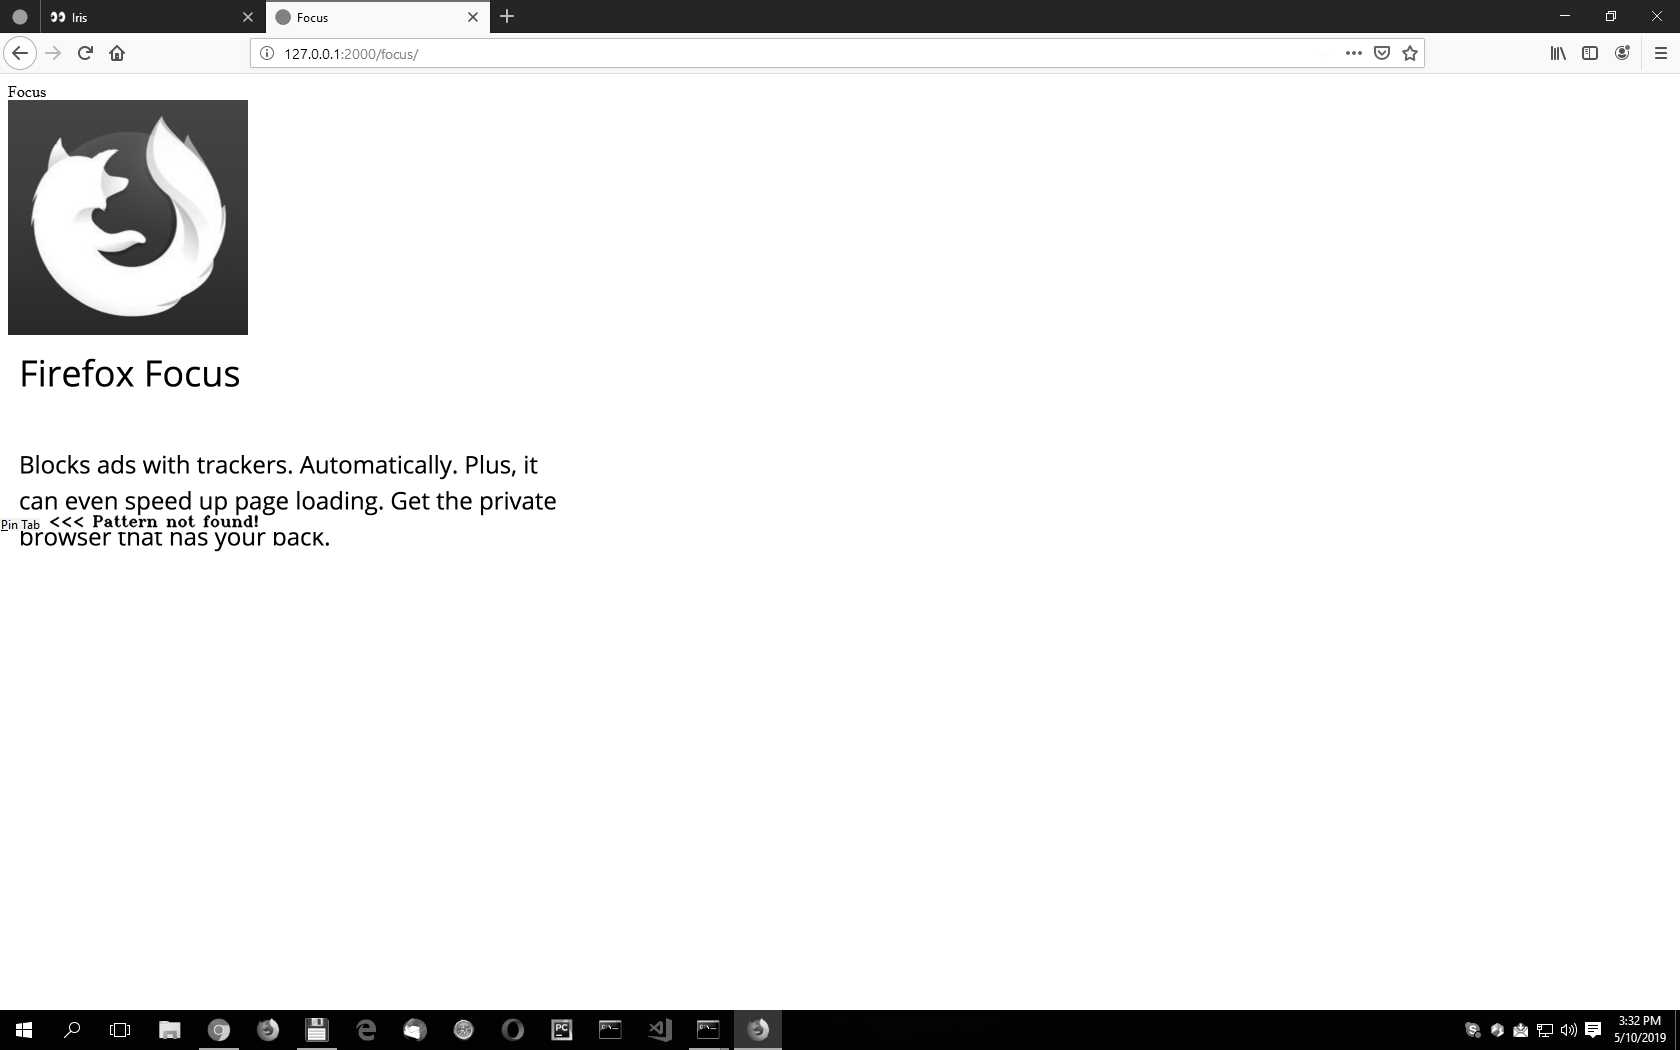 Iris
Focus
127.0.0.1:2000/focus/
Focus
Firefox Focus
Blocks ads with trackers. Automatically. Plus, it
can even speed up page loading. Get the private
Pin Tab <<< Pattern not found!
browser that has your back.
PC
3:32 PM
5/10/2019